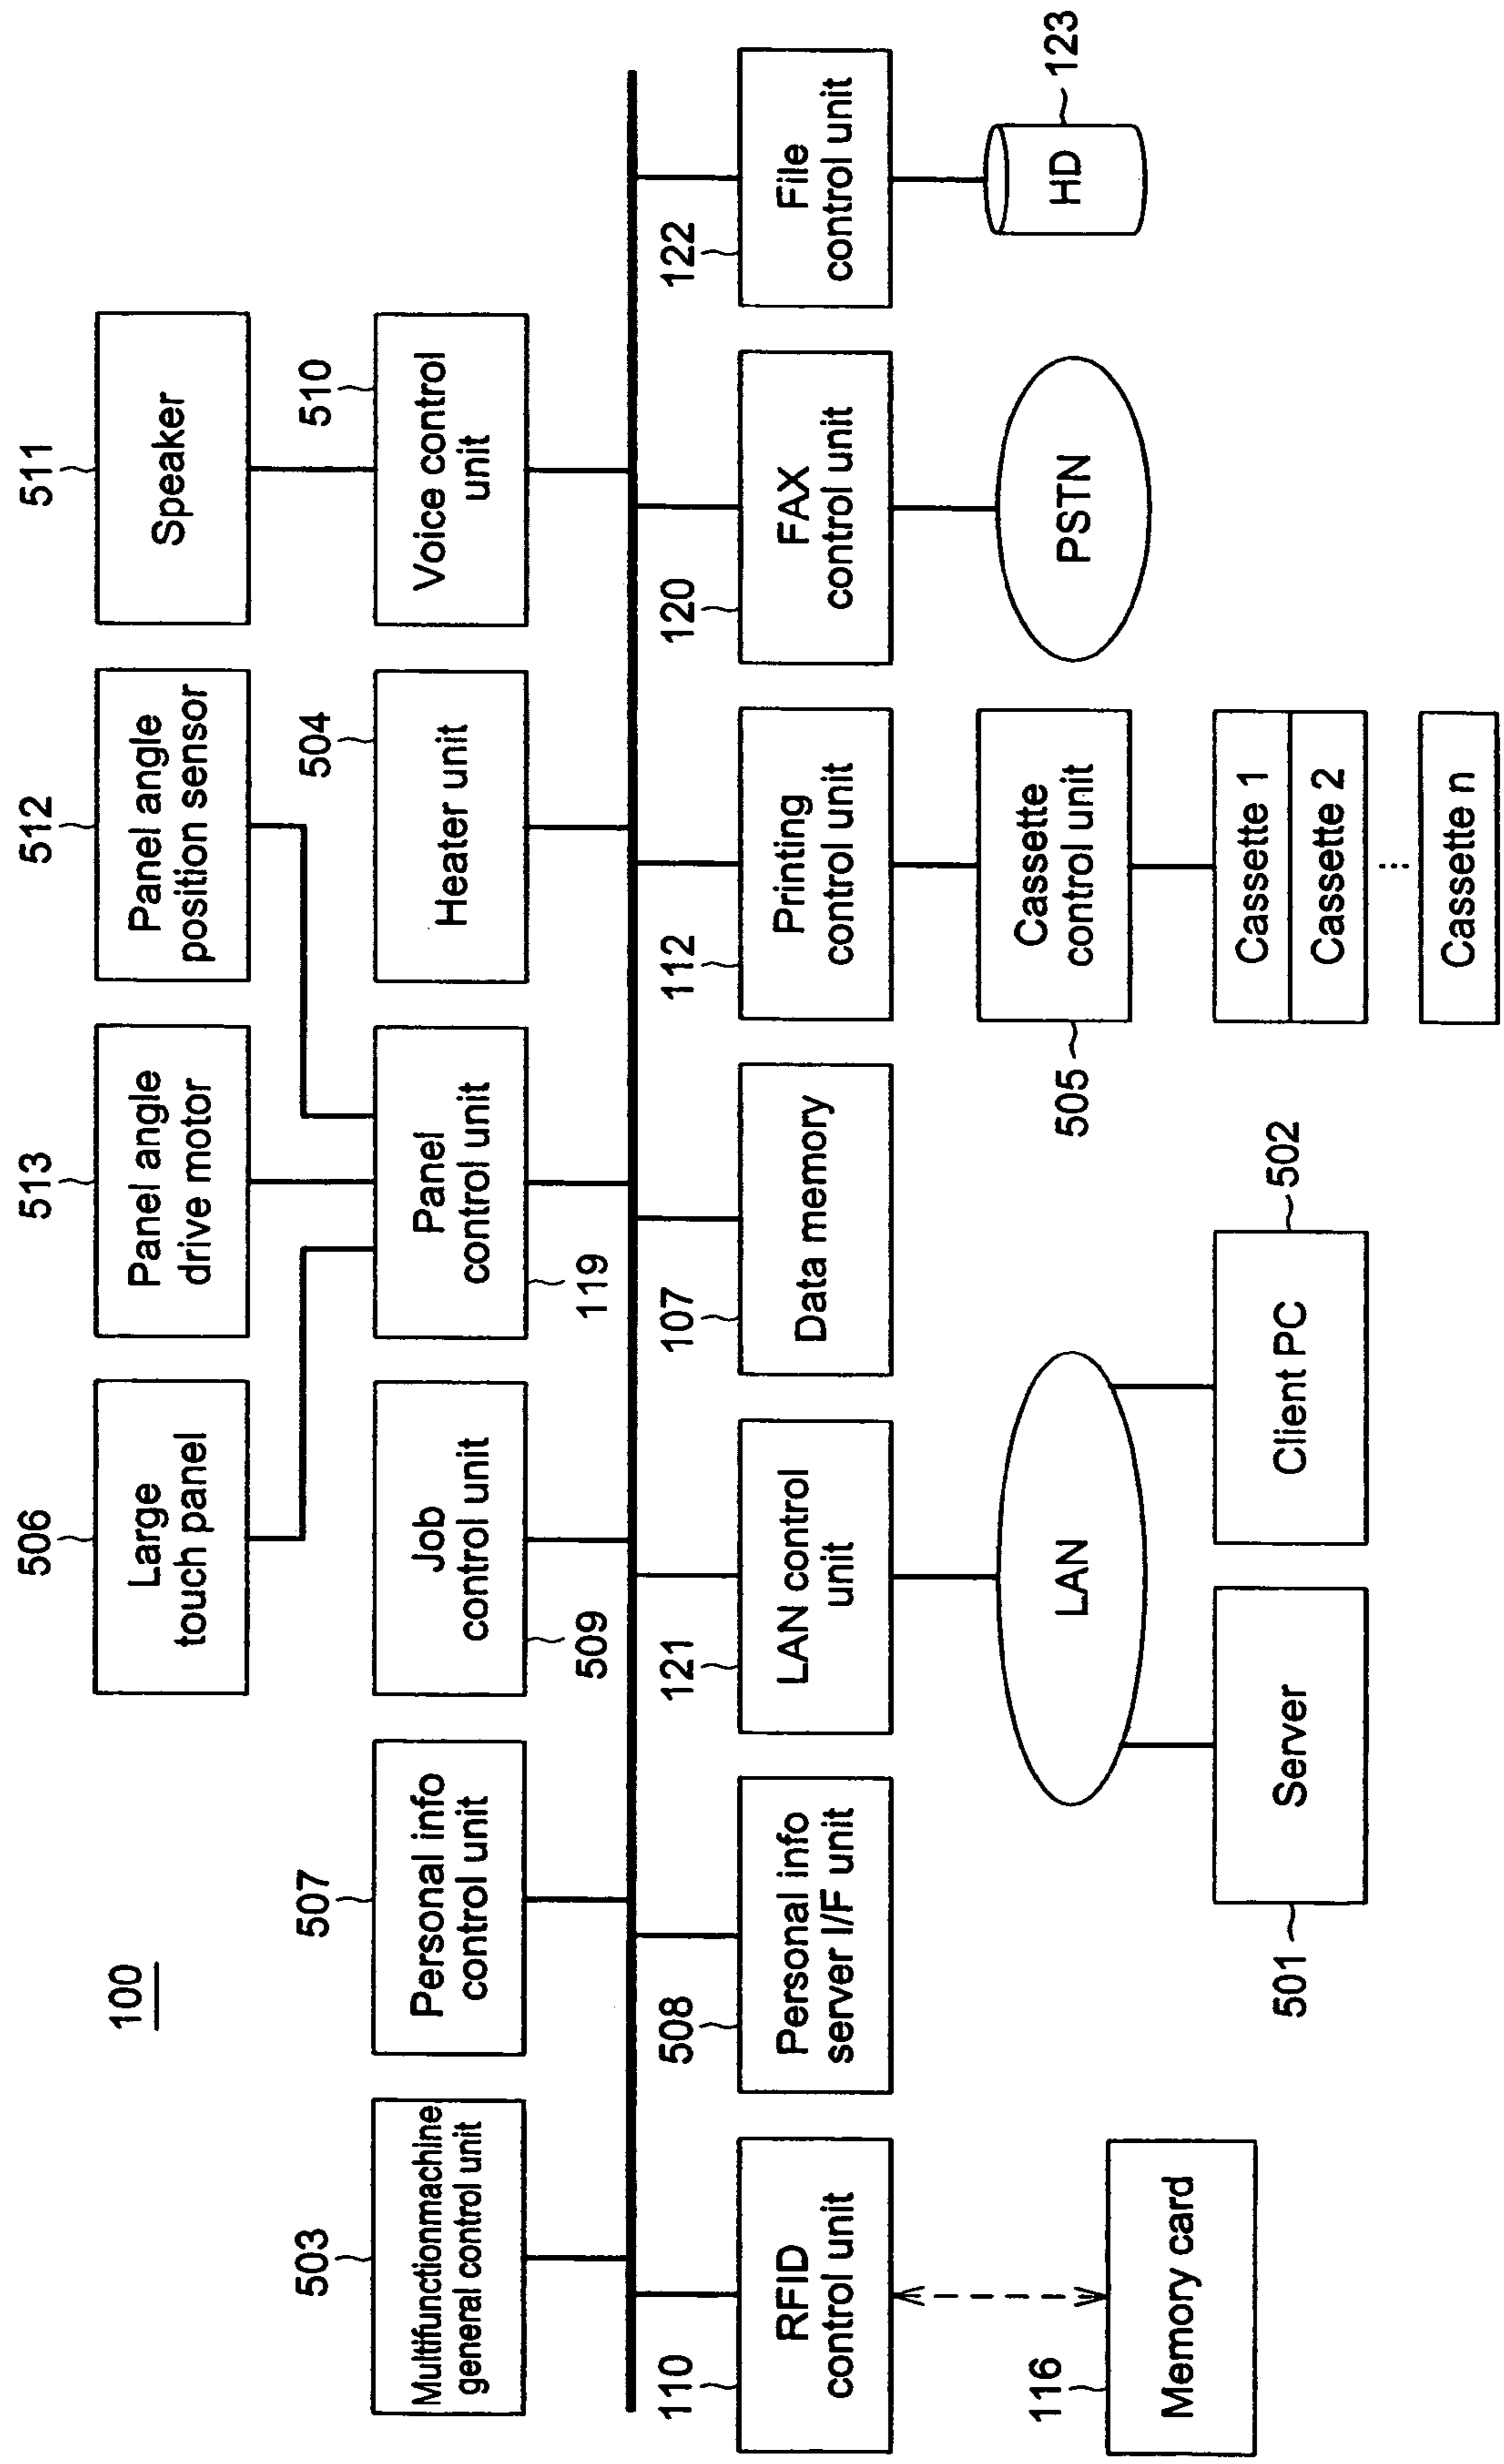 100
506
Large
touch panel
513
Panel angle
drive motor
512
Panel angle
position sensor
511
Speaker
503
Multifunctionmachine
general control unit
507
Personal info
control unit
509
Job
control unit
119
Panel
control unit
504
Heater unit
510
Voice control
unit
110
RFID
control unit
508
Personal info
server I/F unit
121
LAN control
unit
107
Data memory
112
Printing
control unit
120
FAX
control unit
122
File
control unit
116
Memory card
LAN
501
Server
502
Client PC
505
Cassette
control unit
Cassette 1
Cassette 2
...
Cassette n
PSTN
HD
123